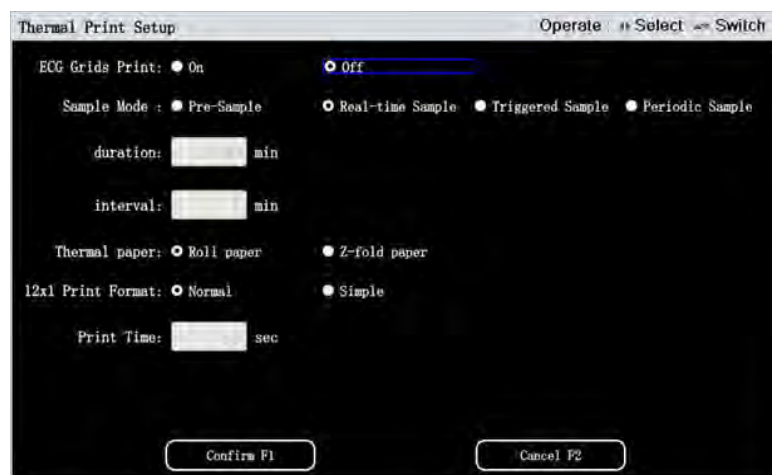 Thermal Print Setup Operate Select Switch
ECG Grids Print: On Off
Sample Mode : Pre-Sample Real-time Sample Triggered Sample Periodic Sample
duration: min
interval: min
Thermal paper: Roll paper Z-fold paper
12x1 Print Format: Normal Simple
Print Time: sec
Confirm F1 Cancel F2